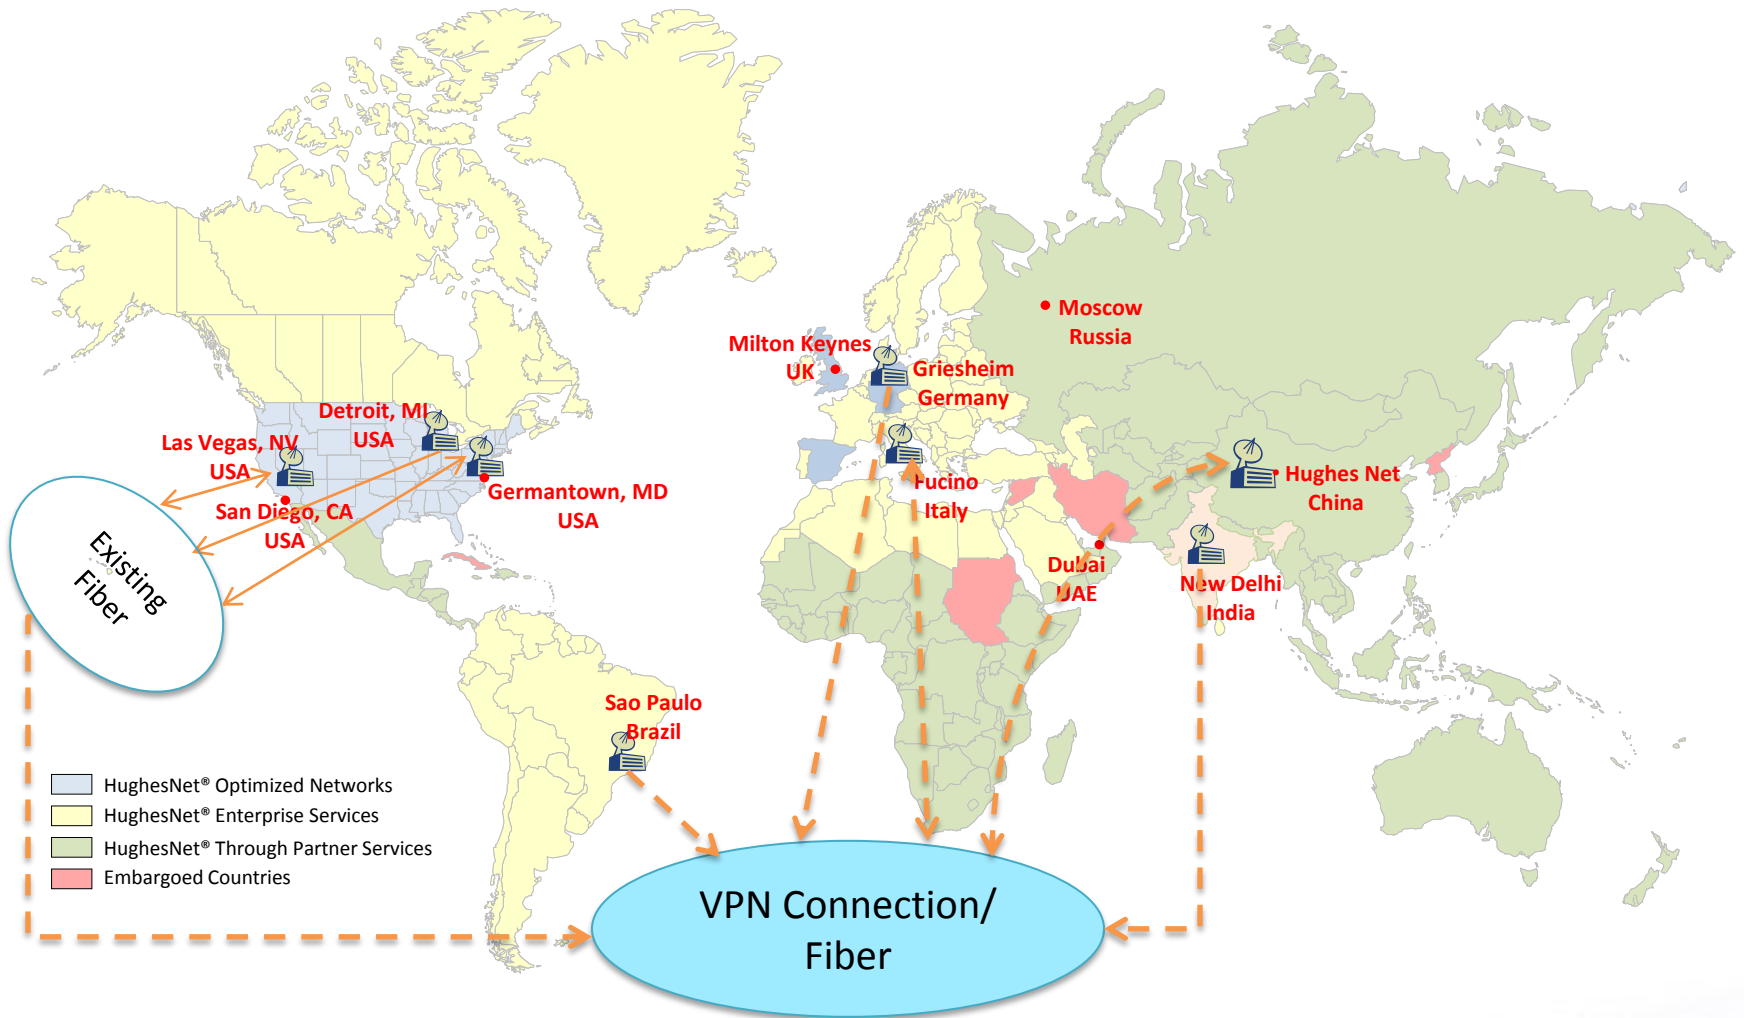 Moscow
Russia
Milton Keynes
UK
Griesheim
Germany
Detroit, MI
USA
Las Vegas, NV
USA
Germantown, MD
USA
San Diego, CA
USA
Fucino
Italy
Hughes Net
China
Dubai
UAE
New Delhi
India
Existing
Fiber
Sao Paulo
Brazil
HughesNet® Optimized Networks
HughesNet® Enterprise Services
HughesNet® Through Partner Services
Embargoed Countries
VPN Connection/
Fiber